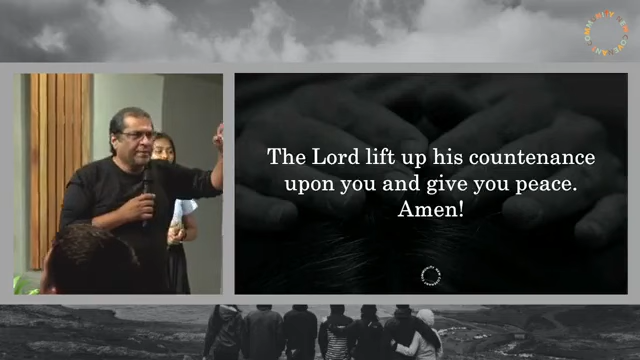 The Lord lift up his countenance
upon you and give you peace.
Amen!